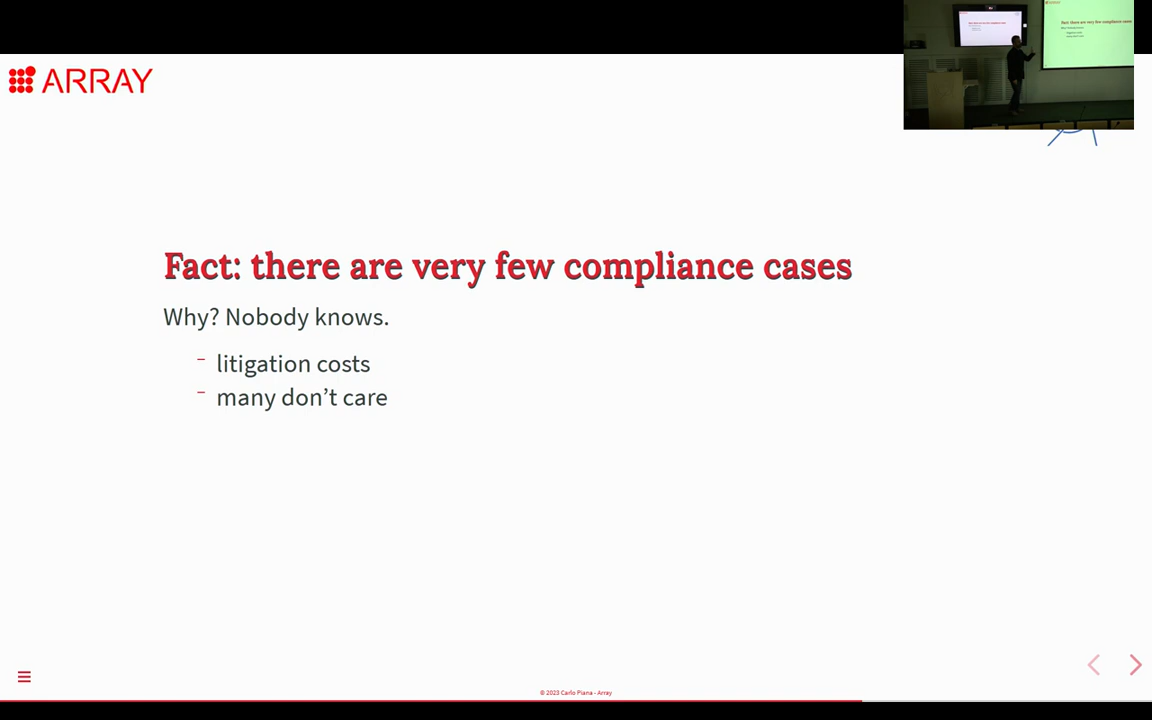 ARRAY
Fact: there are very few compliance cases
Why? Nobody knows.
– litigation costs
– many don’t care
© 2023 Carlo Piana - Array